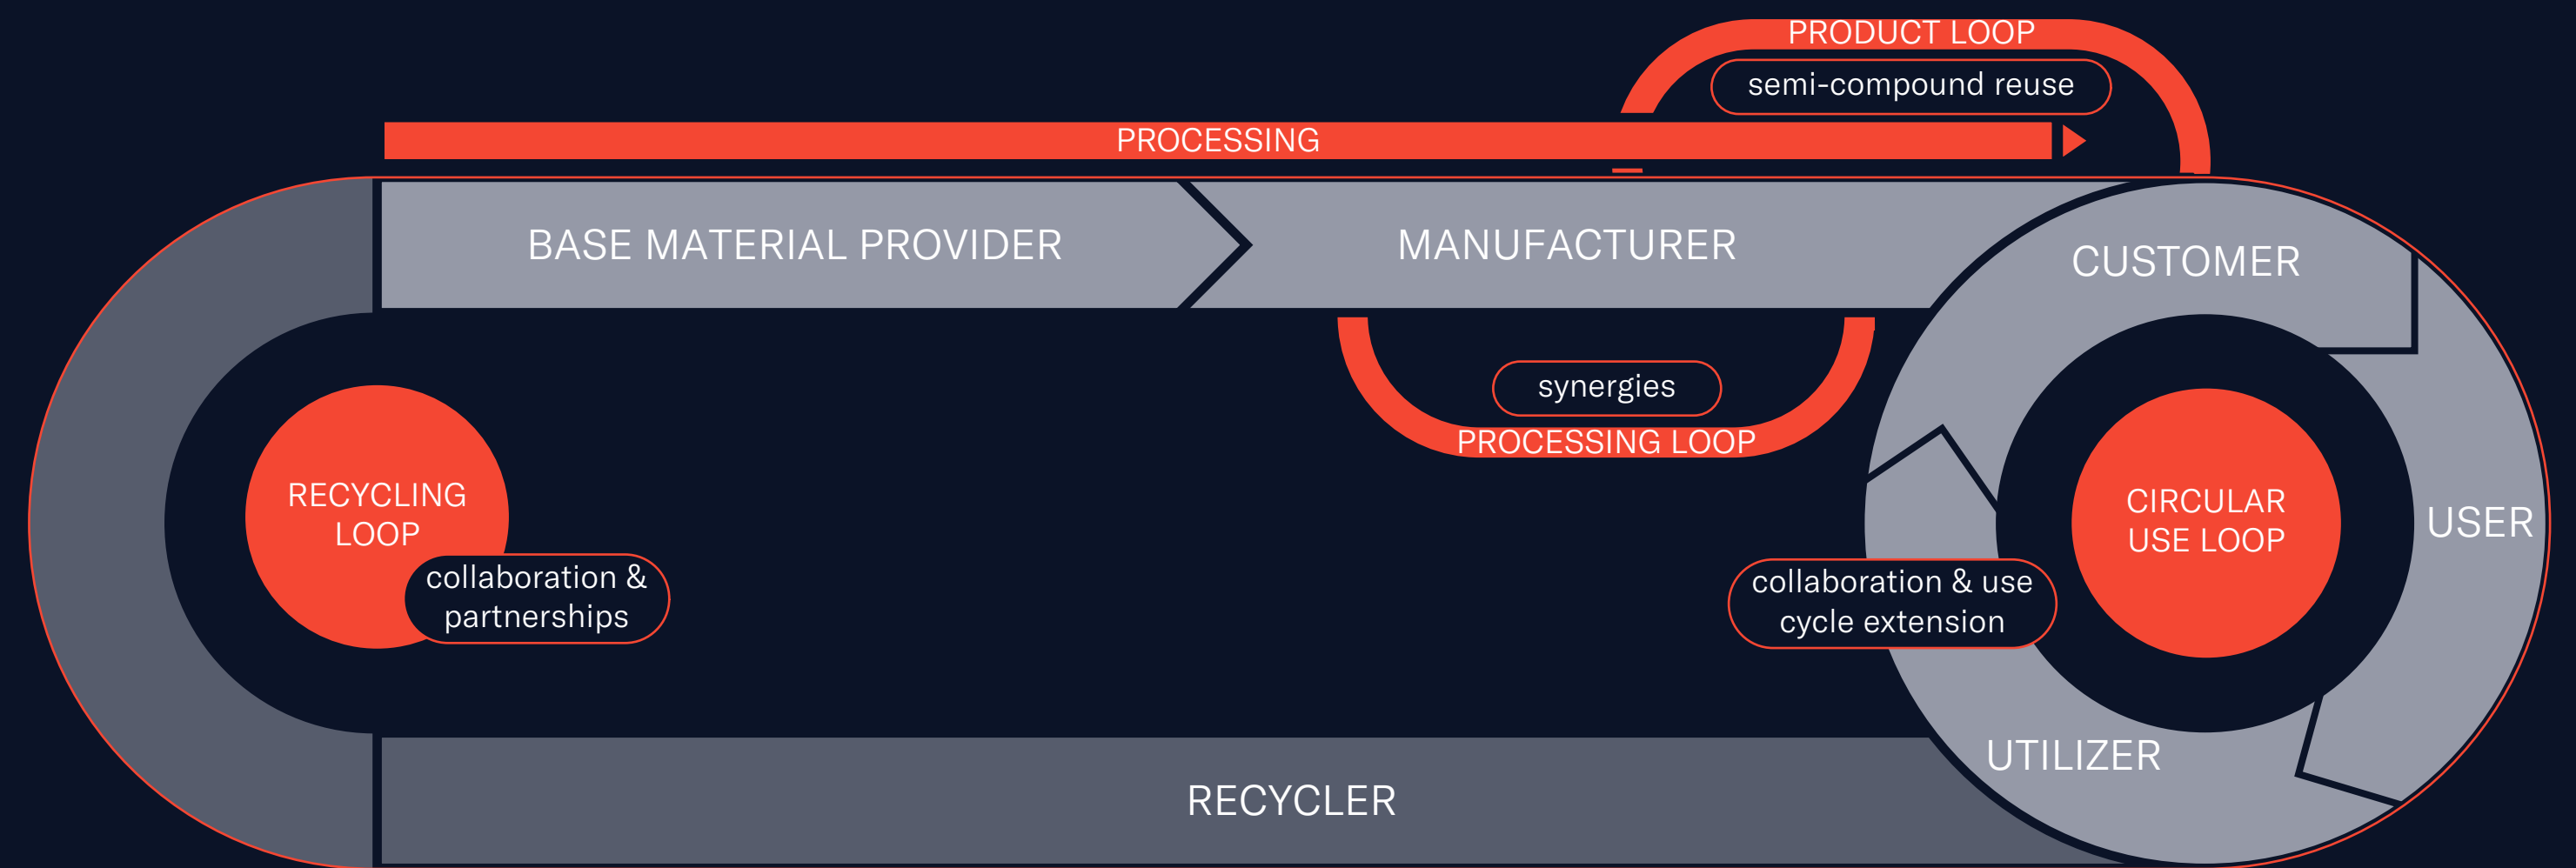 PRODUCT LOOP
semi-compound reuse
PROCESSING
BASE MATERIAL PROVIDER
MANUFACTURER
CUSTOMER
synergies
PROCESSING LOOP
RECYCLING
LOOP
collaboration &
partnerships
CIRCULAR
USE LOOP
USER
collaboration & use
cycle extension
UTILIZER
RECYCLER